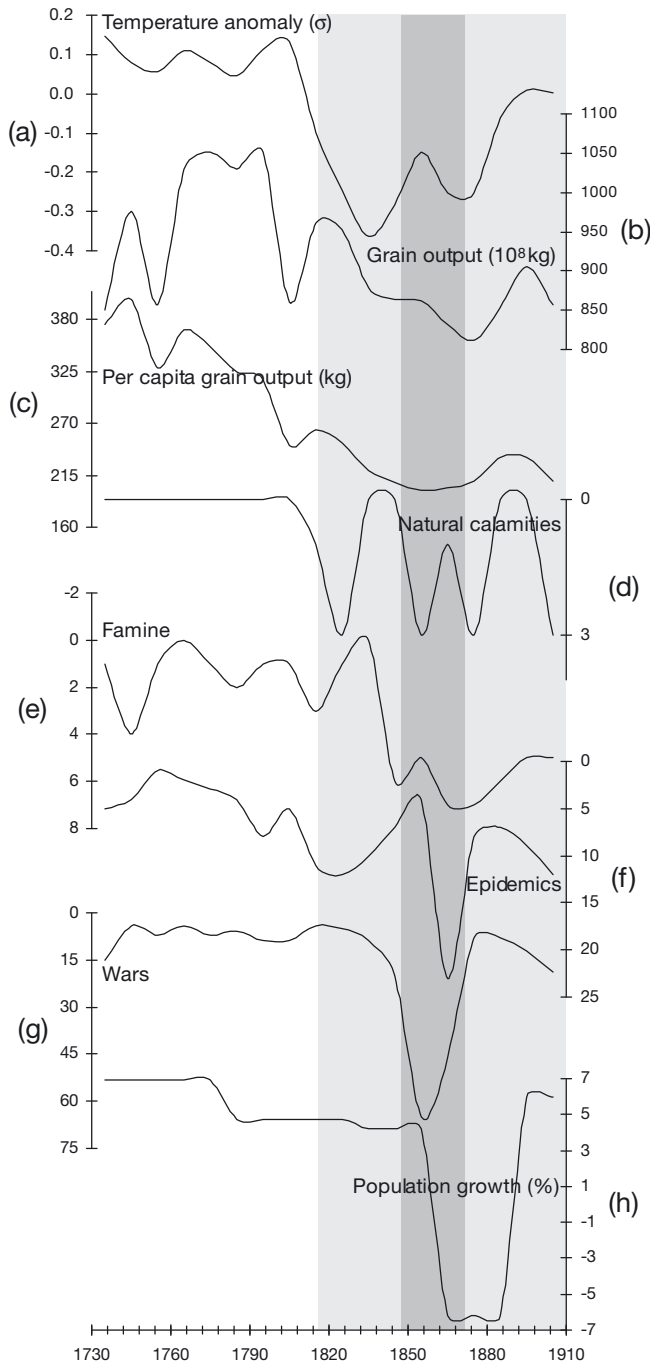 Temperature anomaly (σ)
0.2
0.1
0.0
-0.1
-0.2
-0.3
-0.4
(a)
1100
1050
1000
950
900
850
800
(b)
Grain output (10⁸kg)
380
325
270
215
160
(c)
Per capita grain output (kg)
0
3
Natural calamities
(d)
-2
0
2
4
6
8
Famine
(e)
0
5
10
15
20
25
Epidemics
(f)
0
15
30
45
60
75
Wars
(g)
7
5
3
1
-1
-3
-5
-7
Population growth (%)
(h)
1730 1760 1790 1820 1850 1880 1910